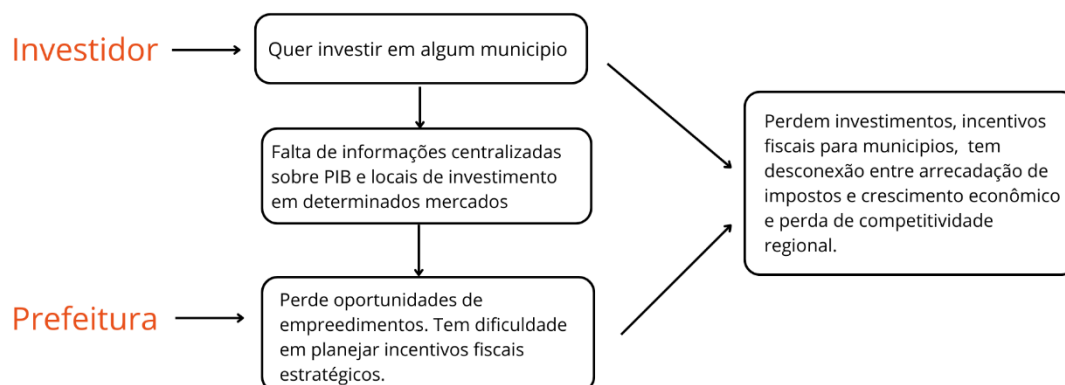 Investidor
Quer investir em algum municipio
Falta de informações centralizadas
sobre PIB e locais de investimento
em determinados mercados
Prefeitura
Perde oportunidades de
empreedimentos. Tem dificuldade
em planejar incentivos fiscais
estratégicos.
Perdem investimentos, incentivos
fiscais para municipios, tem
desconexão entre arrecadação de
impostos e crescimento econômico
e perda de competitividade
regional.